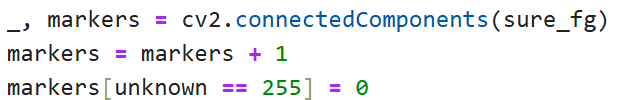 _, markers = cv2.connectedComponents(sure_fg)
markers = markers + 1
markers[unknown == 255] = 0